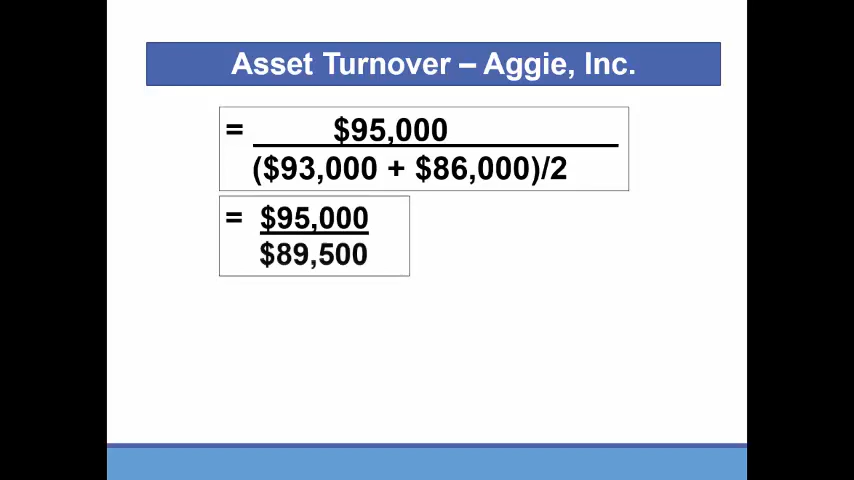 Asset Turnover – Aggie, Inc.
= $95,000
($93,000 + $86,000)/2
= $95,000
$89,500